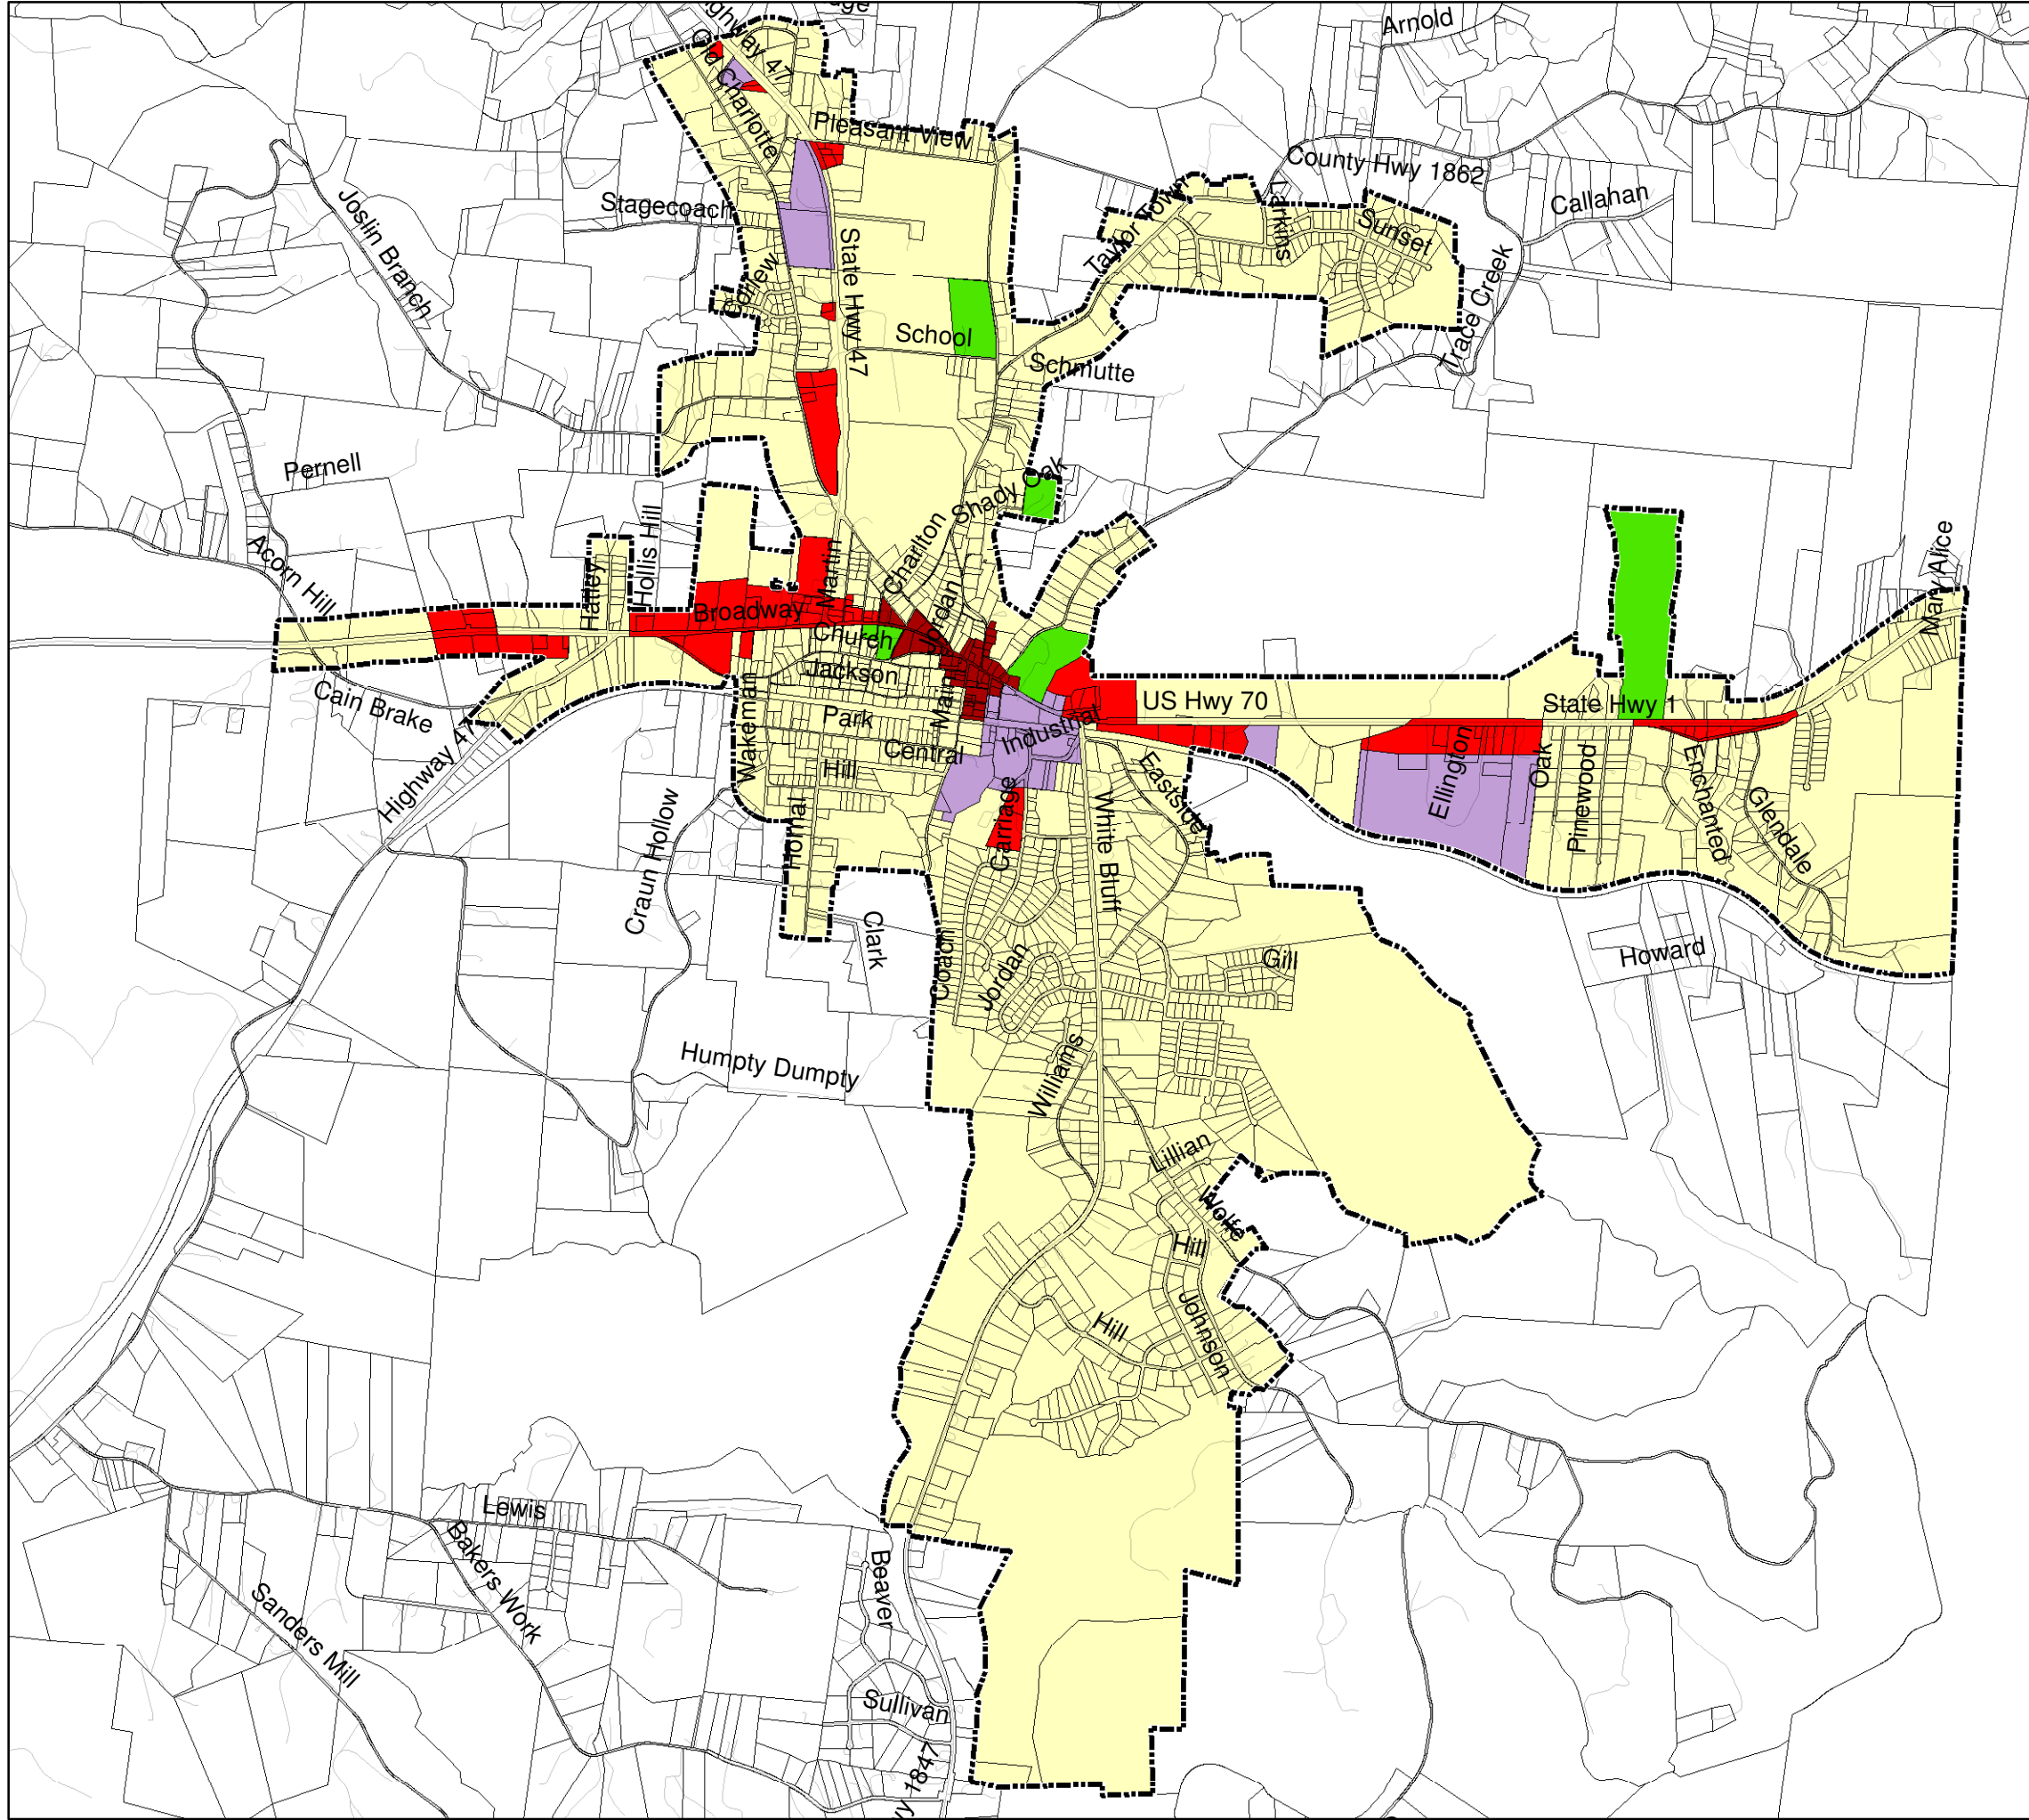 Arnold
Highway 47
Old Charlotte
Pleasant View
County Hwy 1862
Callahan
Larkins
Sunset
Taylor Town
Stagecoach
Joslin Branch
Corlew
State Hwy 47
School
Schmutte
Trace Creek
Pernell
Shady Oak
Charlton
Acorn Hill
Hatley
Hollis Hill
Martin
Jordan
Mary Alice
Broadway
Church
Jackson
Main
Cain Brake
Wakeman
Park
Central
Hill
Industrial
US Hwy 70
State Hwy 1
Highway 47
Eastside
Ellington
Oak
Pinewood
Enchanted
Glendale
Craun Hollow
Hornal
Carriage
White Bluff
Clark
Coach
Jordan
Gill
Howard
Humpty Dumpty
Williams
Lillian
Wolfe
Hill
Johnson
Hill
Lewis
Bakers Work
Sanders Mill
Beaver
Sullivan
1847